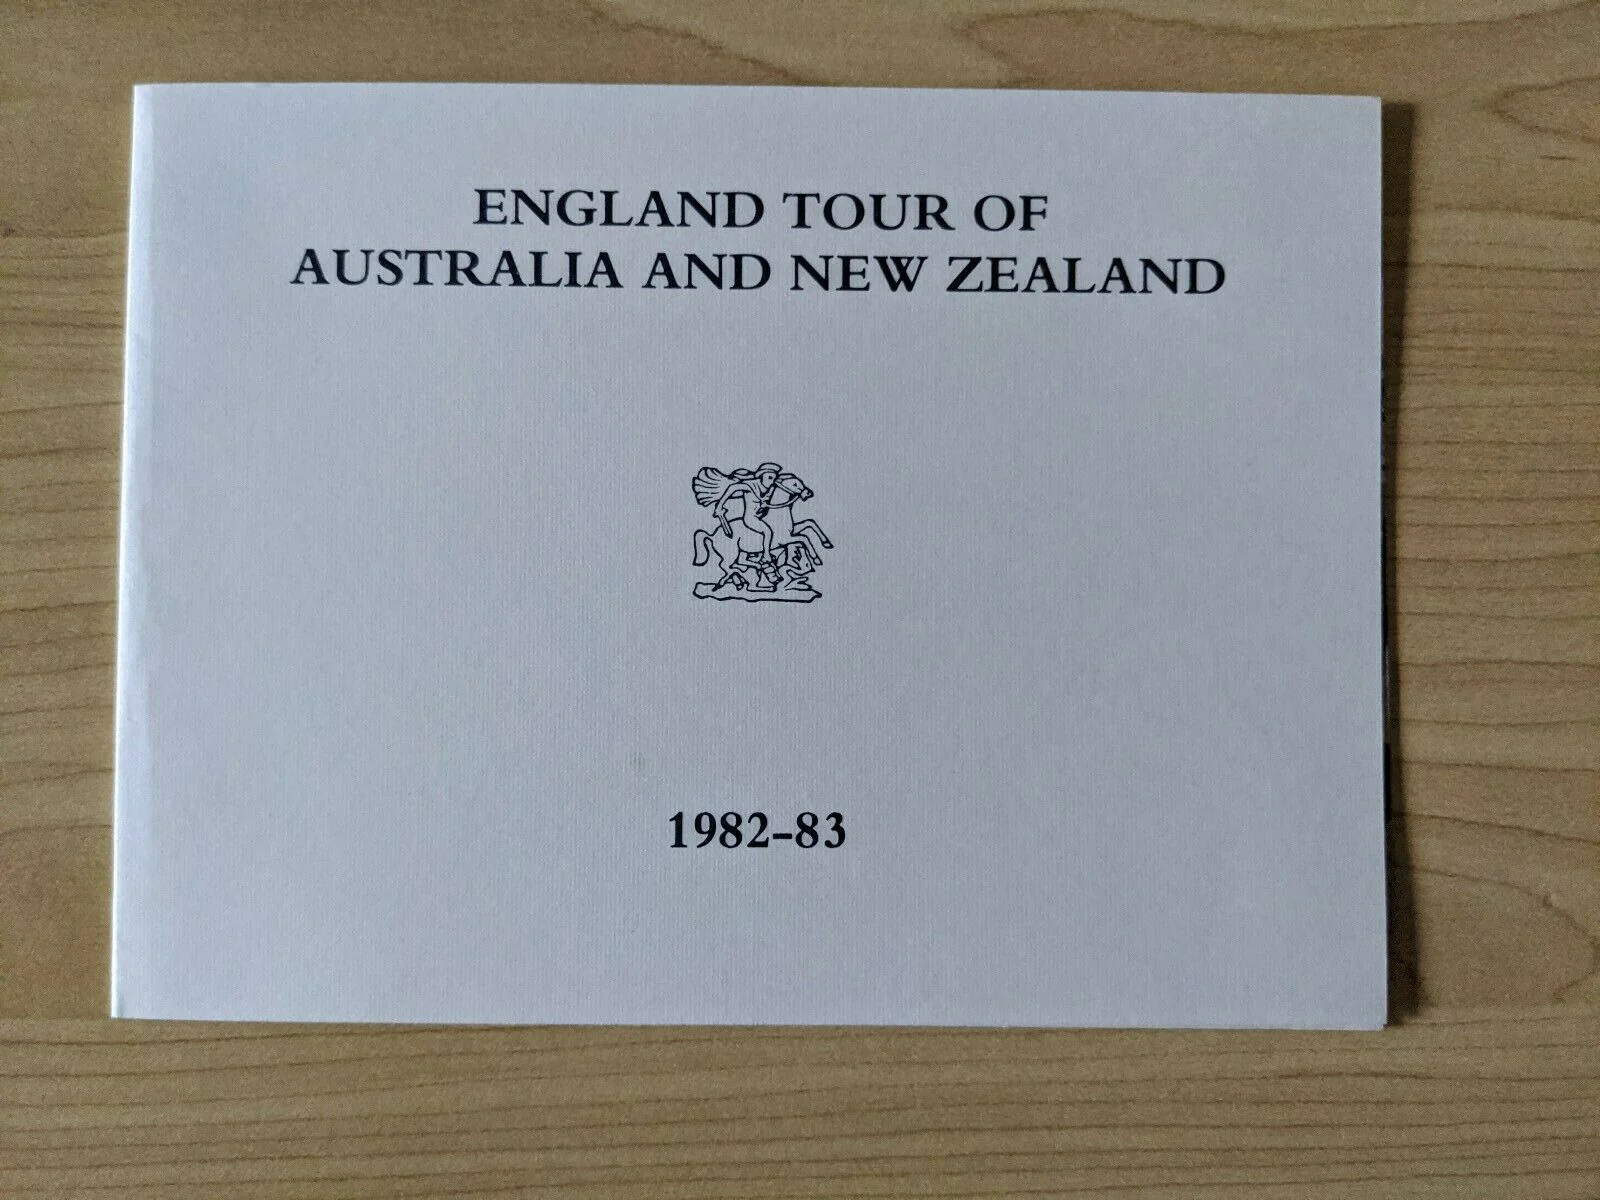 ENGLAND TOUR OF
AUSTRALIA AND NEW ZEALAND
1982–83